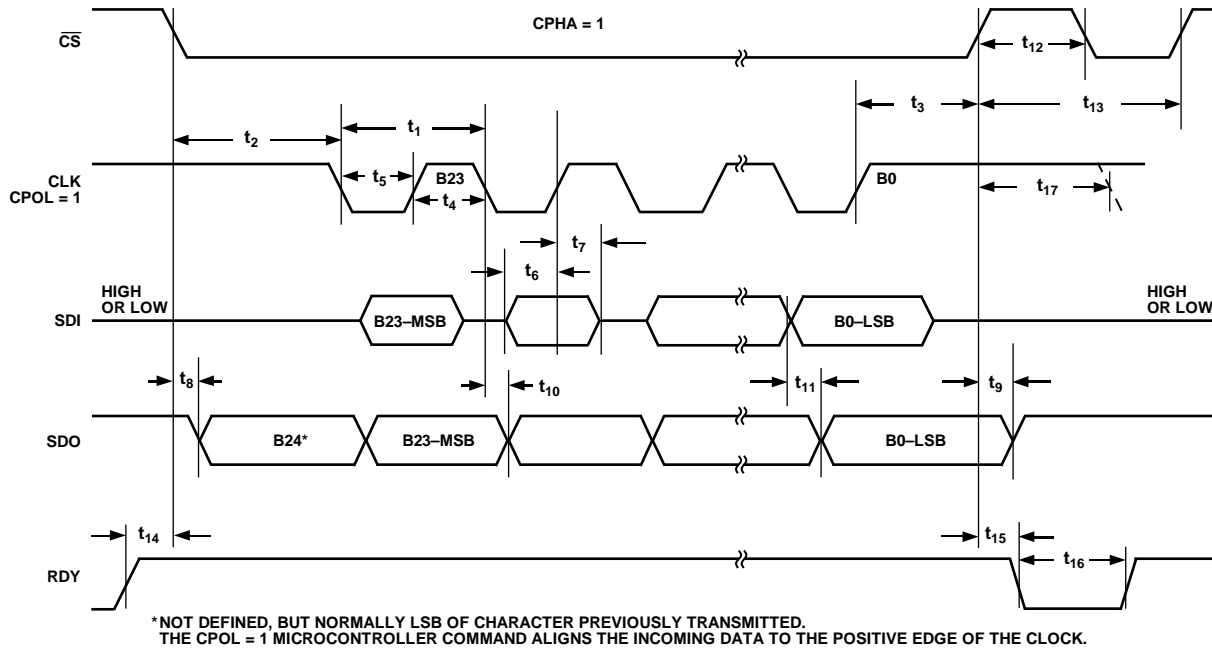 CPHA = 1
CS
t12
t3
t13
t1
t2
CLK
CPOL = 1
t5
B23
t4
B0
t17
t7
t6
HIGH
OR LOW
HIGH
OR LOW
SDI
B23–MSB
B0–LSB
t8
t10
t11
t9
SDO
B24*
B23–MSB
B0–LSB
t14
t15
t16
RDY
*NOT DEFINED, BUT NORMALLY LSB OF CHARACTER PREVIOUSLY TRANSMITTED.
THE CPOL = 1 MICROCONTROLLER COMMAND ALIGNS THE INCOMING DATA TO THE POSITIVE EDGE OF THE CLOCK.